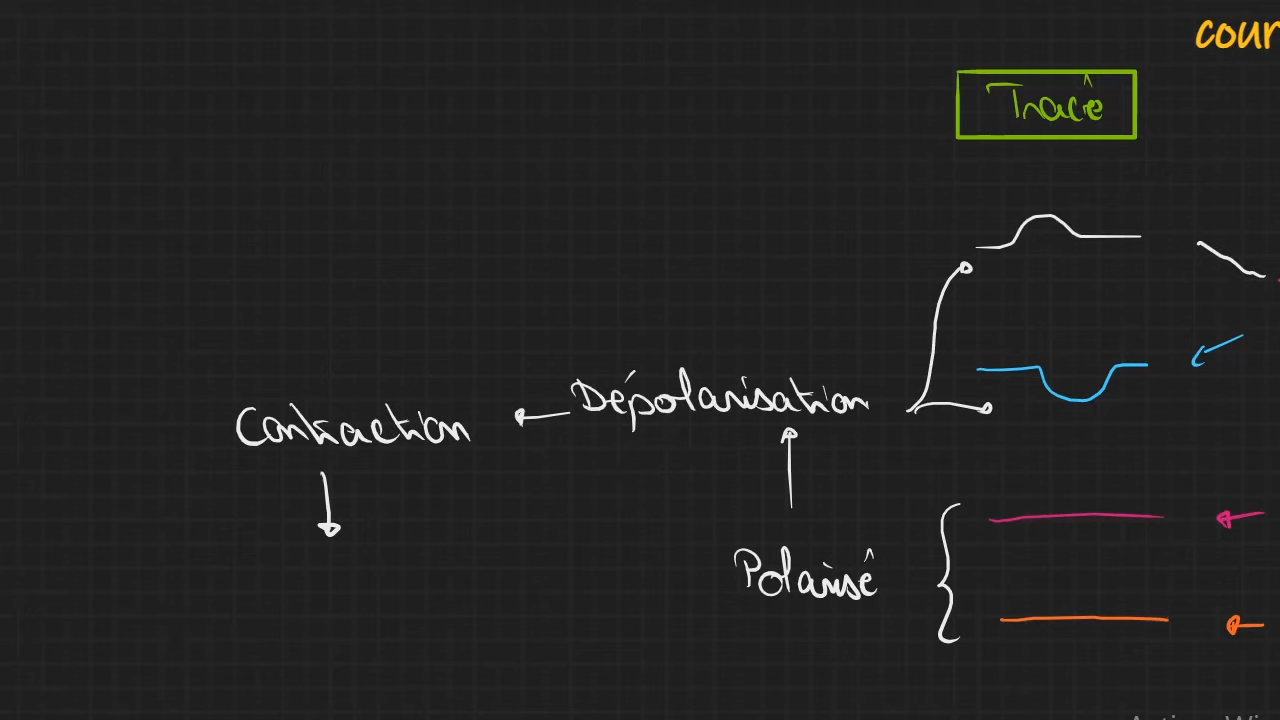 cour
Tracé
Dépolarisation
Contraction
Polarisé